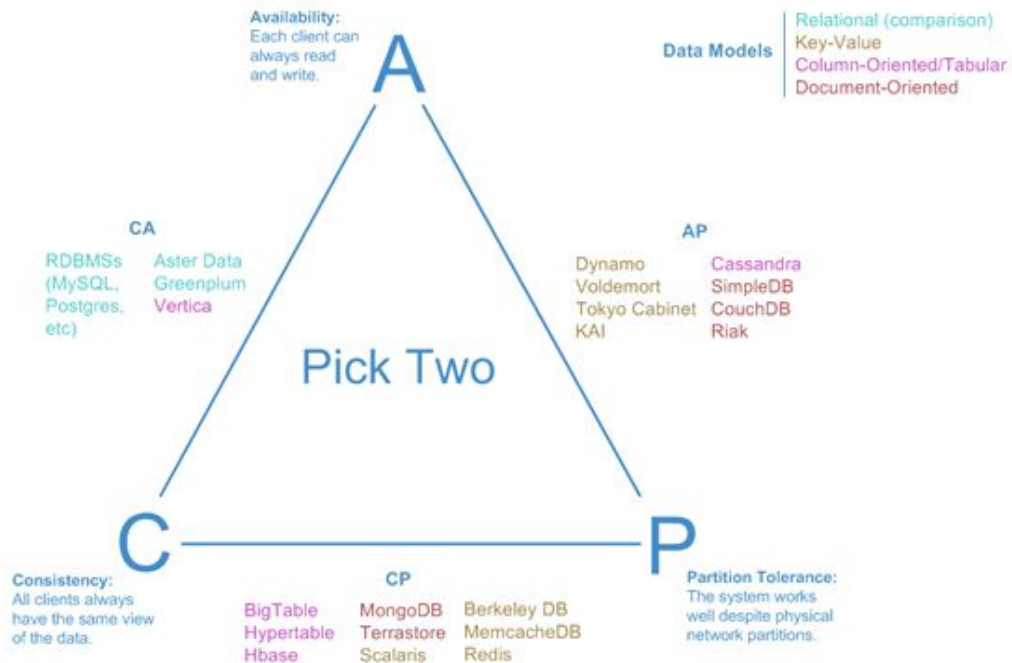 Availability:
Each client can
always read
and write.
A
Data Models
Relational (comparison)
Key-Value
Column-Oriented/Tabular
Document-Oriented
CA
RDBMSs
(MySQL,
Postgres,
etc)
Aster Data
Greenplum
Vertica
AP
Dynamo
Voldemort
Tokyo Cabinet
KAI
Cassandra
SimpleDB
CouchDB
Riak
Pick Two
C
P
Consistency:
All clients always
have the same view
of the data.
CP
BigTable
Hypertable
Hbase
MongoDB
Terrastore
Scalaris
Berkeley DB
MemcacheDB
Redis
Partition Tolerance:
The system works
well despite physical
network partitions.